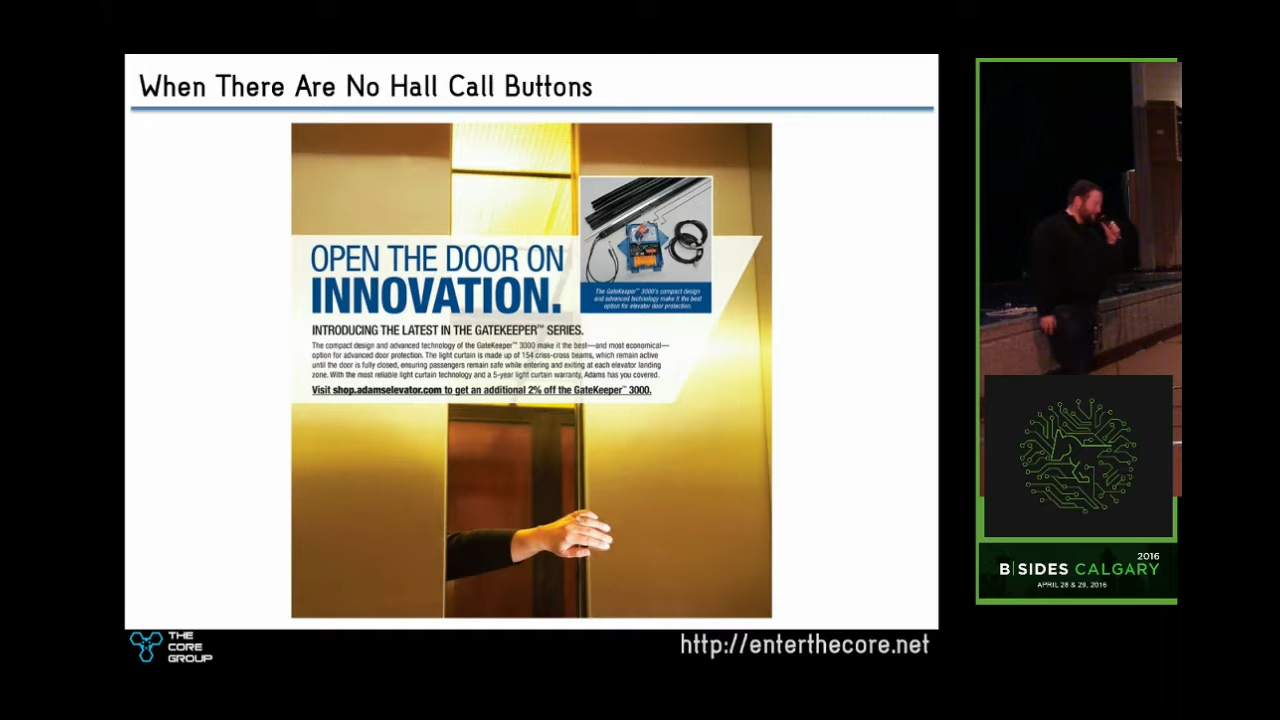 When There Are No Hall Call Buttons
OPEN THE DOOR ON
INNOVATION.
The GateKeeper™ 3000's compact design
and advanced technology make it the best
option for elevator door protection.
INTRODUCING THE LATEST IN THE GATEKEEPER™ SERIES.
The compact design and advanced technology of the GateKeeper™ 3000 make it the best—and most economical—
option for advanced door protection. The light curtain is made up of 154 criss-cross beams, which remain active
until the door is fully closed, ensuring passengers remain safe while entering and exiting at each elevator landing
zone. With the most reliable light curtain technology and a 5-year light curtain warranty, Adams has you covered.
Visit shop.adamselevator.com to get an additional 2% off the GateKeeper™ 3000.
THE
CORE
GROUP
http://enterthecore.net
2016
B|SIDES CALGARY
APRIL 28 & 29, 2016